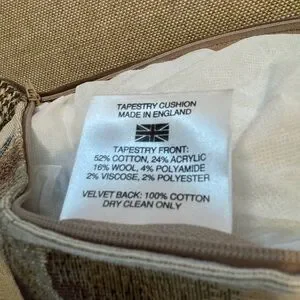 TAPESTRY CUSHION
MADE IN ENGLAND
TAPESTRY FRONT:
52% COTTON, 24% ACRYLIC
16% WOOL, 4% POLYAMIDE
2% VISCOSE, 2% POLYESTER
VELVET BACK: 100% COTTON
DRY CLEAN ONLY